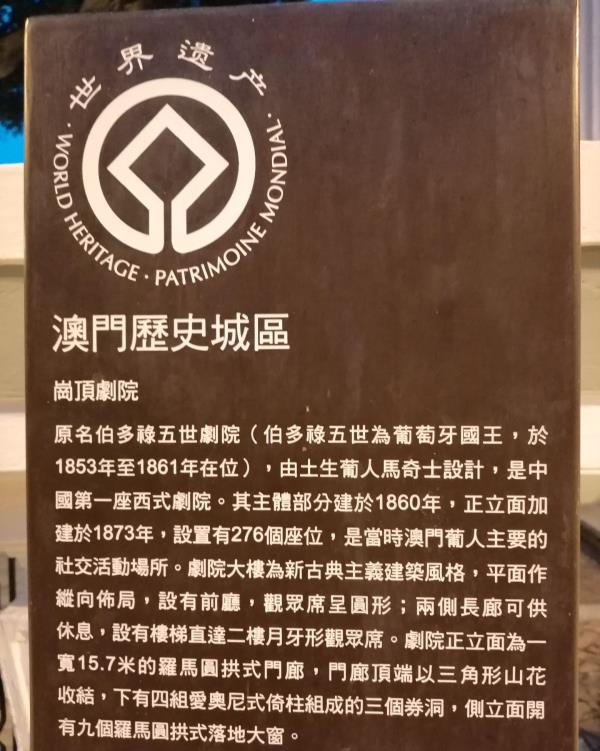 世界遗产
· WORLD HERITAGE · PATRIMOINE MONDIAL ·
澳門歷史城區
崗頂劇院
原名伯多祿五世劇院（伯多祿五世為葡萄牙國王，於
1853年至1861年在位），由土生葡人馬奇士設計，是中
國第一座西式劇院。其主體部分建於1860年，正立面加
建於1873年，設置有276個座位，是當時澳門葡人主要的
社交活動場所。劇院大樓為新古典主義建築風格，平面作
縱向佈局，設有前廳，觀眾席呈圓形；兩側長廊可供
休息，設有樓梯直達二樓月牙形觀眾席。劇院正立面為一
寬15.7米的羅馬圓拱式門廊，門廊頂端以三角形山花
收結，下有四組愛奧尼式倚柱組成的三個券洞，側立面開
有九個羅馬圓拱式落地大窗。